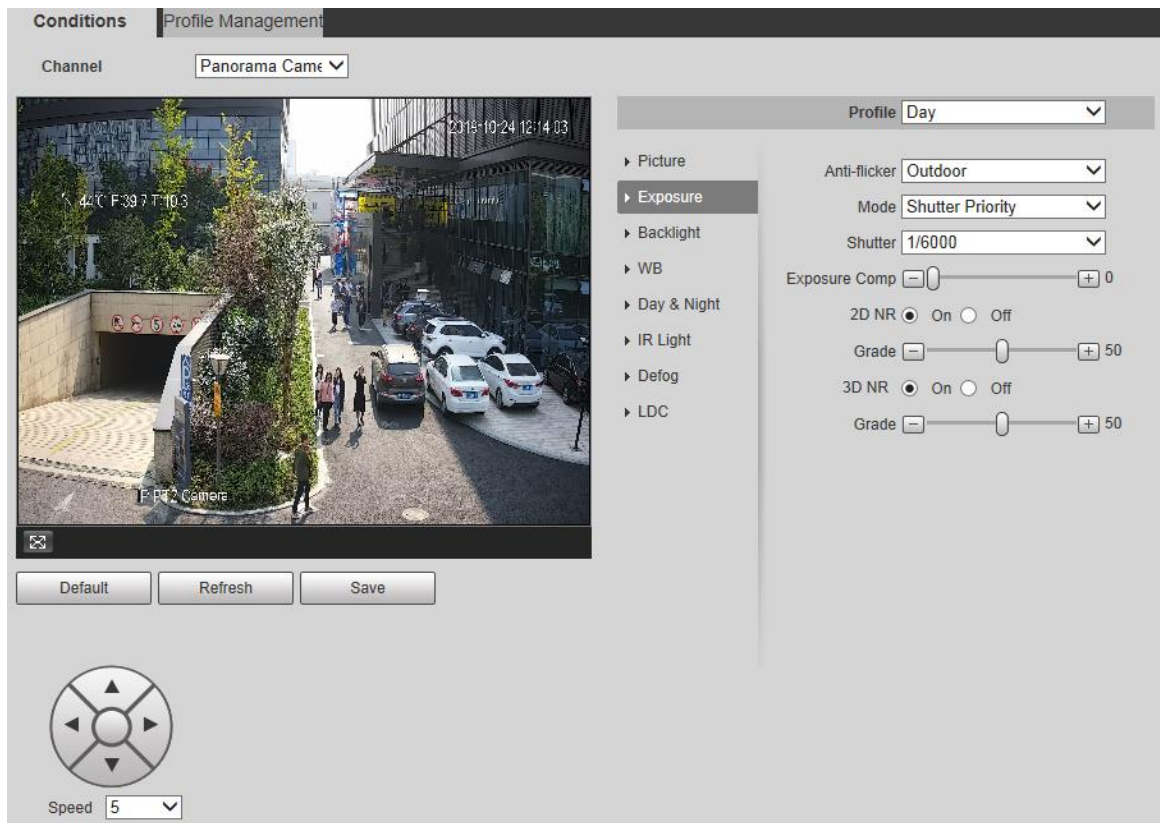 Conditions Profile Management
Channel Panorama Came
Profile Day
2018-10-24 12:14:03
Picture
Exposure
Backlight
WB
Day & Night
IR Light
Defog
LDC
Anti-flicker Outdoor
Mode Shutter Priority
Shutter 1/6000
Exposure Comp 0
2D NR On Off
Grade 50
3D NR On Off
Grade 50
Camera
Default Refresh Save
Speed 5